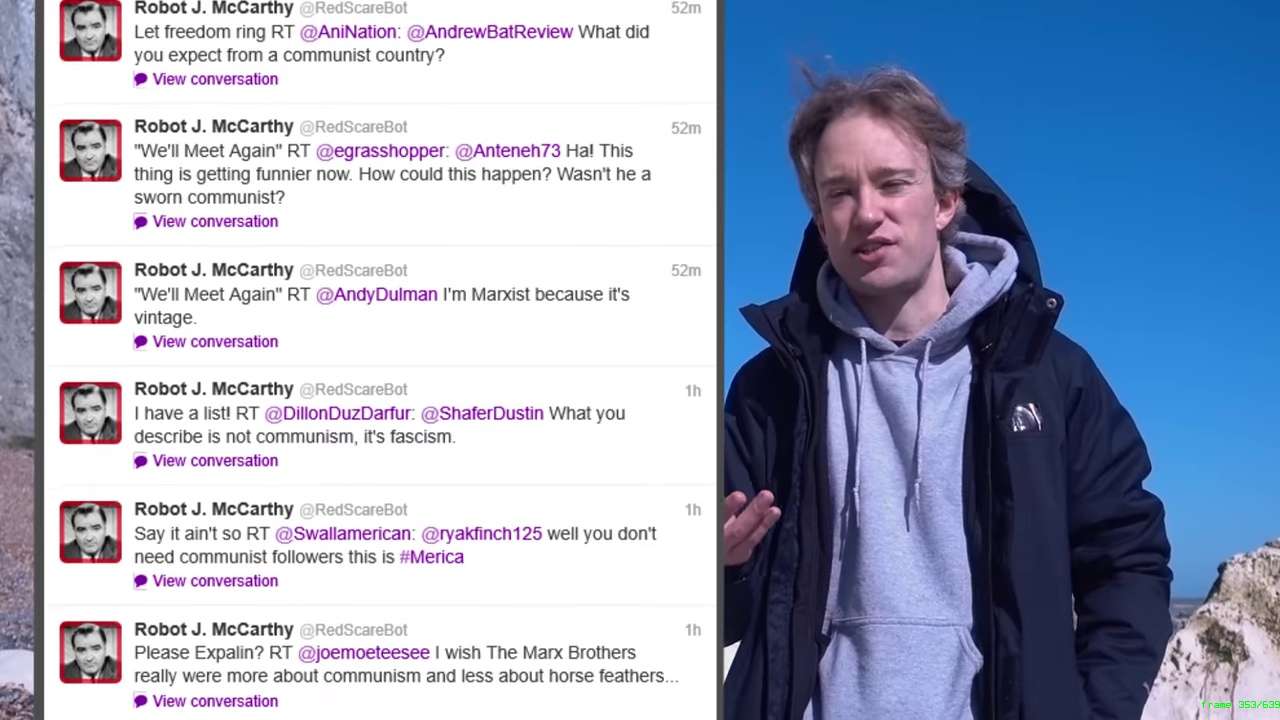 Robot J. McCarthy @RedScareBot 52m
Let freedom ring RT @AniNation: @AndrewBatReview What did
you expect from a communist country?
View conversation
Robot J. McCarthy @RedScareBot 52m
"We'll Meet Again" RT @egrasshopper: @Anteneh73 Ha! This
thing is getting funnier now. How could this happen? Wasn't he a
sworn communist?
View conversation
Robot J. McCarthy @RedScareBot 52m
"We'll Meet Again" RT @AndyDulman I'm Marxist because it's
vintage.
View conversation
Robot J. McCarthy @RedScareBot 1h
I have a list! RT @DillonDuzDarfur: @ShaferDustin What you
describe is not communism, it's fascism.
View conversation
Robot J. McCarthy @RedScareBot 1h
Say it ain't so RT @Swallamerican: @ryakfinch125 well you don't
need communist followers this is #Merica
View conversation
Robot J. McCarthy @RedScareBot 1h
Please Expalin? RT @joemoeteesee I wish The Marx Brothers
really were more about communism and less about horse feathers...
View conversation
frame 353/639